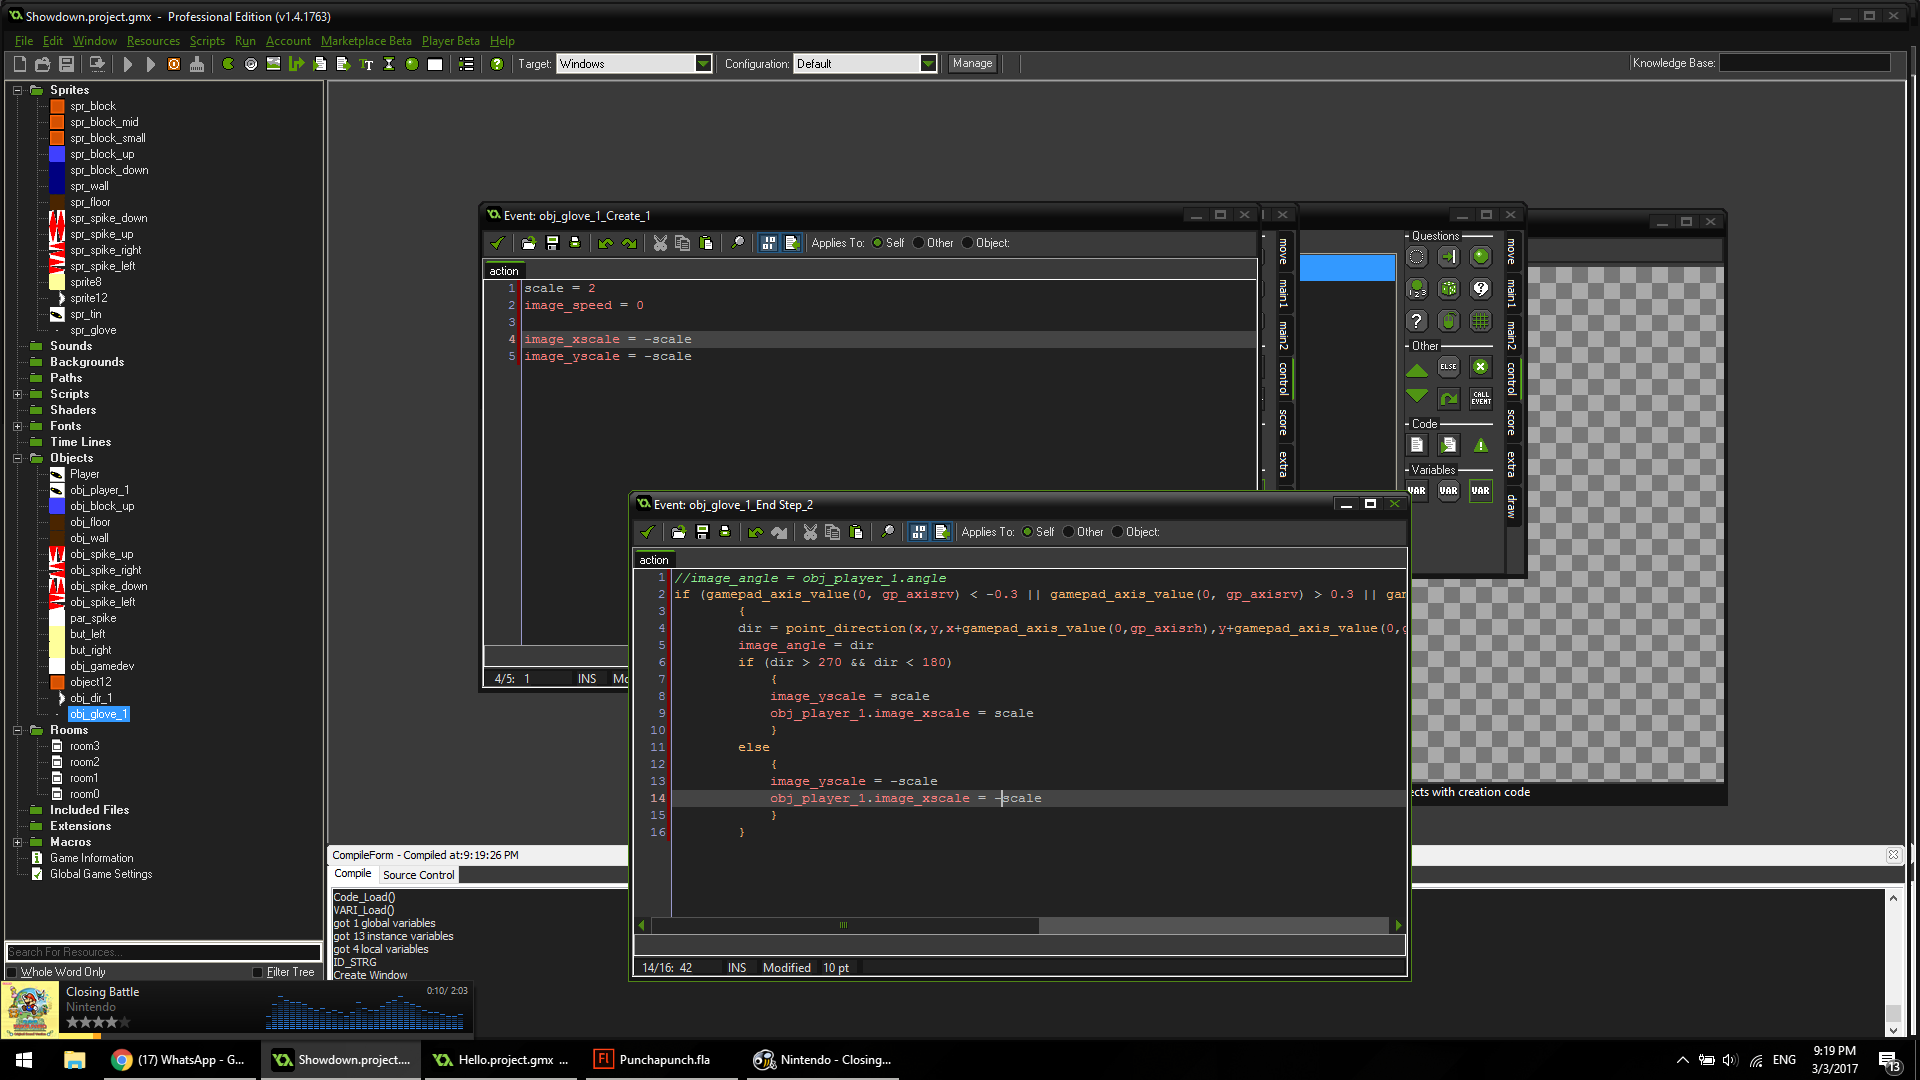 Showdown.project.gmx - Professional Edition (v1.4.1763)
File Edit Window Resources Scripts Run Account Marketplace Beta Player Beta Help
Target: Windows Configuration: Default Manage Knowledge Base:
Sprites
spr_block
spr_block_mid
spr_block_small
spr_block_up
spr_block_down
spr_wall
spr_floor
spr_spike_down
spr_spike_up
spr_spike_right
spr_spike_left
sprite8
sprite12
spr_tin
spr_glove
Sounds
Backgrounds
Paths
Scripts
Shaders
Fonts
Time Lines
Objects
Player
obj_player_1
obj_block_up
obj_floor
obj_wall
obj_spike_up
obj_spike_right
obj_spike_down
obj_spike_left
par_spike
but_left
but_right
obj_gamedev
object12
obj_dir_1
obj_glove_1
Rooms
room3
room2
room1
room0
Included Files
Extensions
Macros
Game Information
Global Game Settings
Search For Resources...
Whole Word Only Filter Tree
Event: obj_glove_1_Create_1
Applies To: Self Other Object:
action
1 scale = 2
2 image_speed = 0
3
4 image_xscale = -scale
5 image_yscale = -scale
4/5: 1 INS Mo
move
main1
main2
control
score
extra
Questions
Other
ELSE
CALL EVENT
Code
Variables
VAR VAR VAR
move
main1
main2
control
score
extra
draw
Event: obj_glove_1_End Step_2
Applies To: Self Other Object:
action
1 //image_angle = obj_player_1.angle
2 if (gamepad_axis_value(0, gp_axisrv) < -0.3 || gamepad_axis_value(0, gp_axisrv) > 0.3 || gam
3 {
4 dir = point_direction(x,y,x+gamepad_axis_value(0,gp_axisrh),y+gamepad_axis_value(0,g
5 image_angle = dir
6 if (dir > 270 && dir < 180)
7 {
8 image_yscale = scale
9 obj_player_1.image_xscale = scale
10 }
11 else
12 {
13 image_yscale = -scale
14 obj_player_1.image_xscale = -scale
15 }
16 }
14/16: 42 INS Modified 10 pt
ects with creation code
CompileForm - Compiled at:9:19:26 PM
Compile Source Control
Code_Load()
VARI_Load()
got 1 global variables
got 13 instance variables
got 4 local variables
ID_STRG
Create Window
Closing Battle 0:10/ 2:03
Nintendo
(17) WhatsApp - G...
Showdown.project....
Hello.project.gmx ...
Punchapunch.fla
Nintendo - Closing...
ENG
9:19 PM
3/3/2017
13